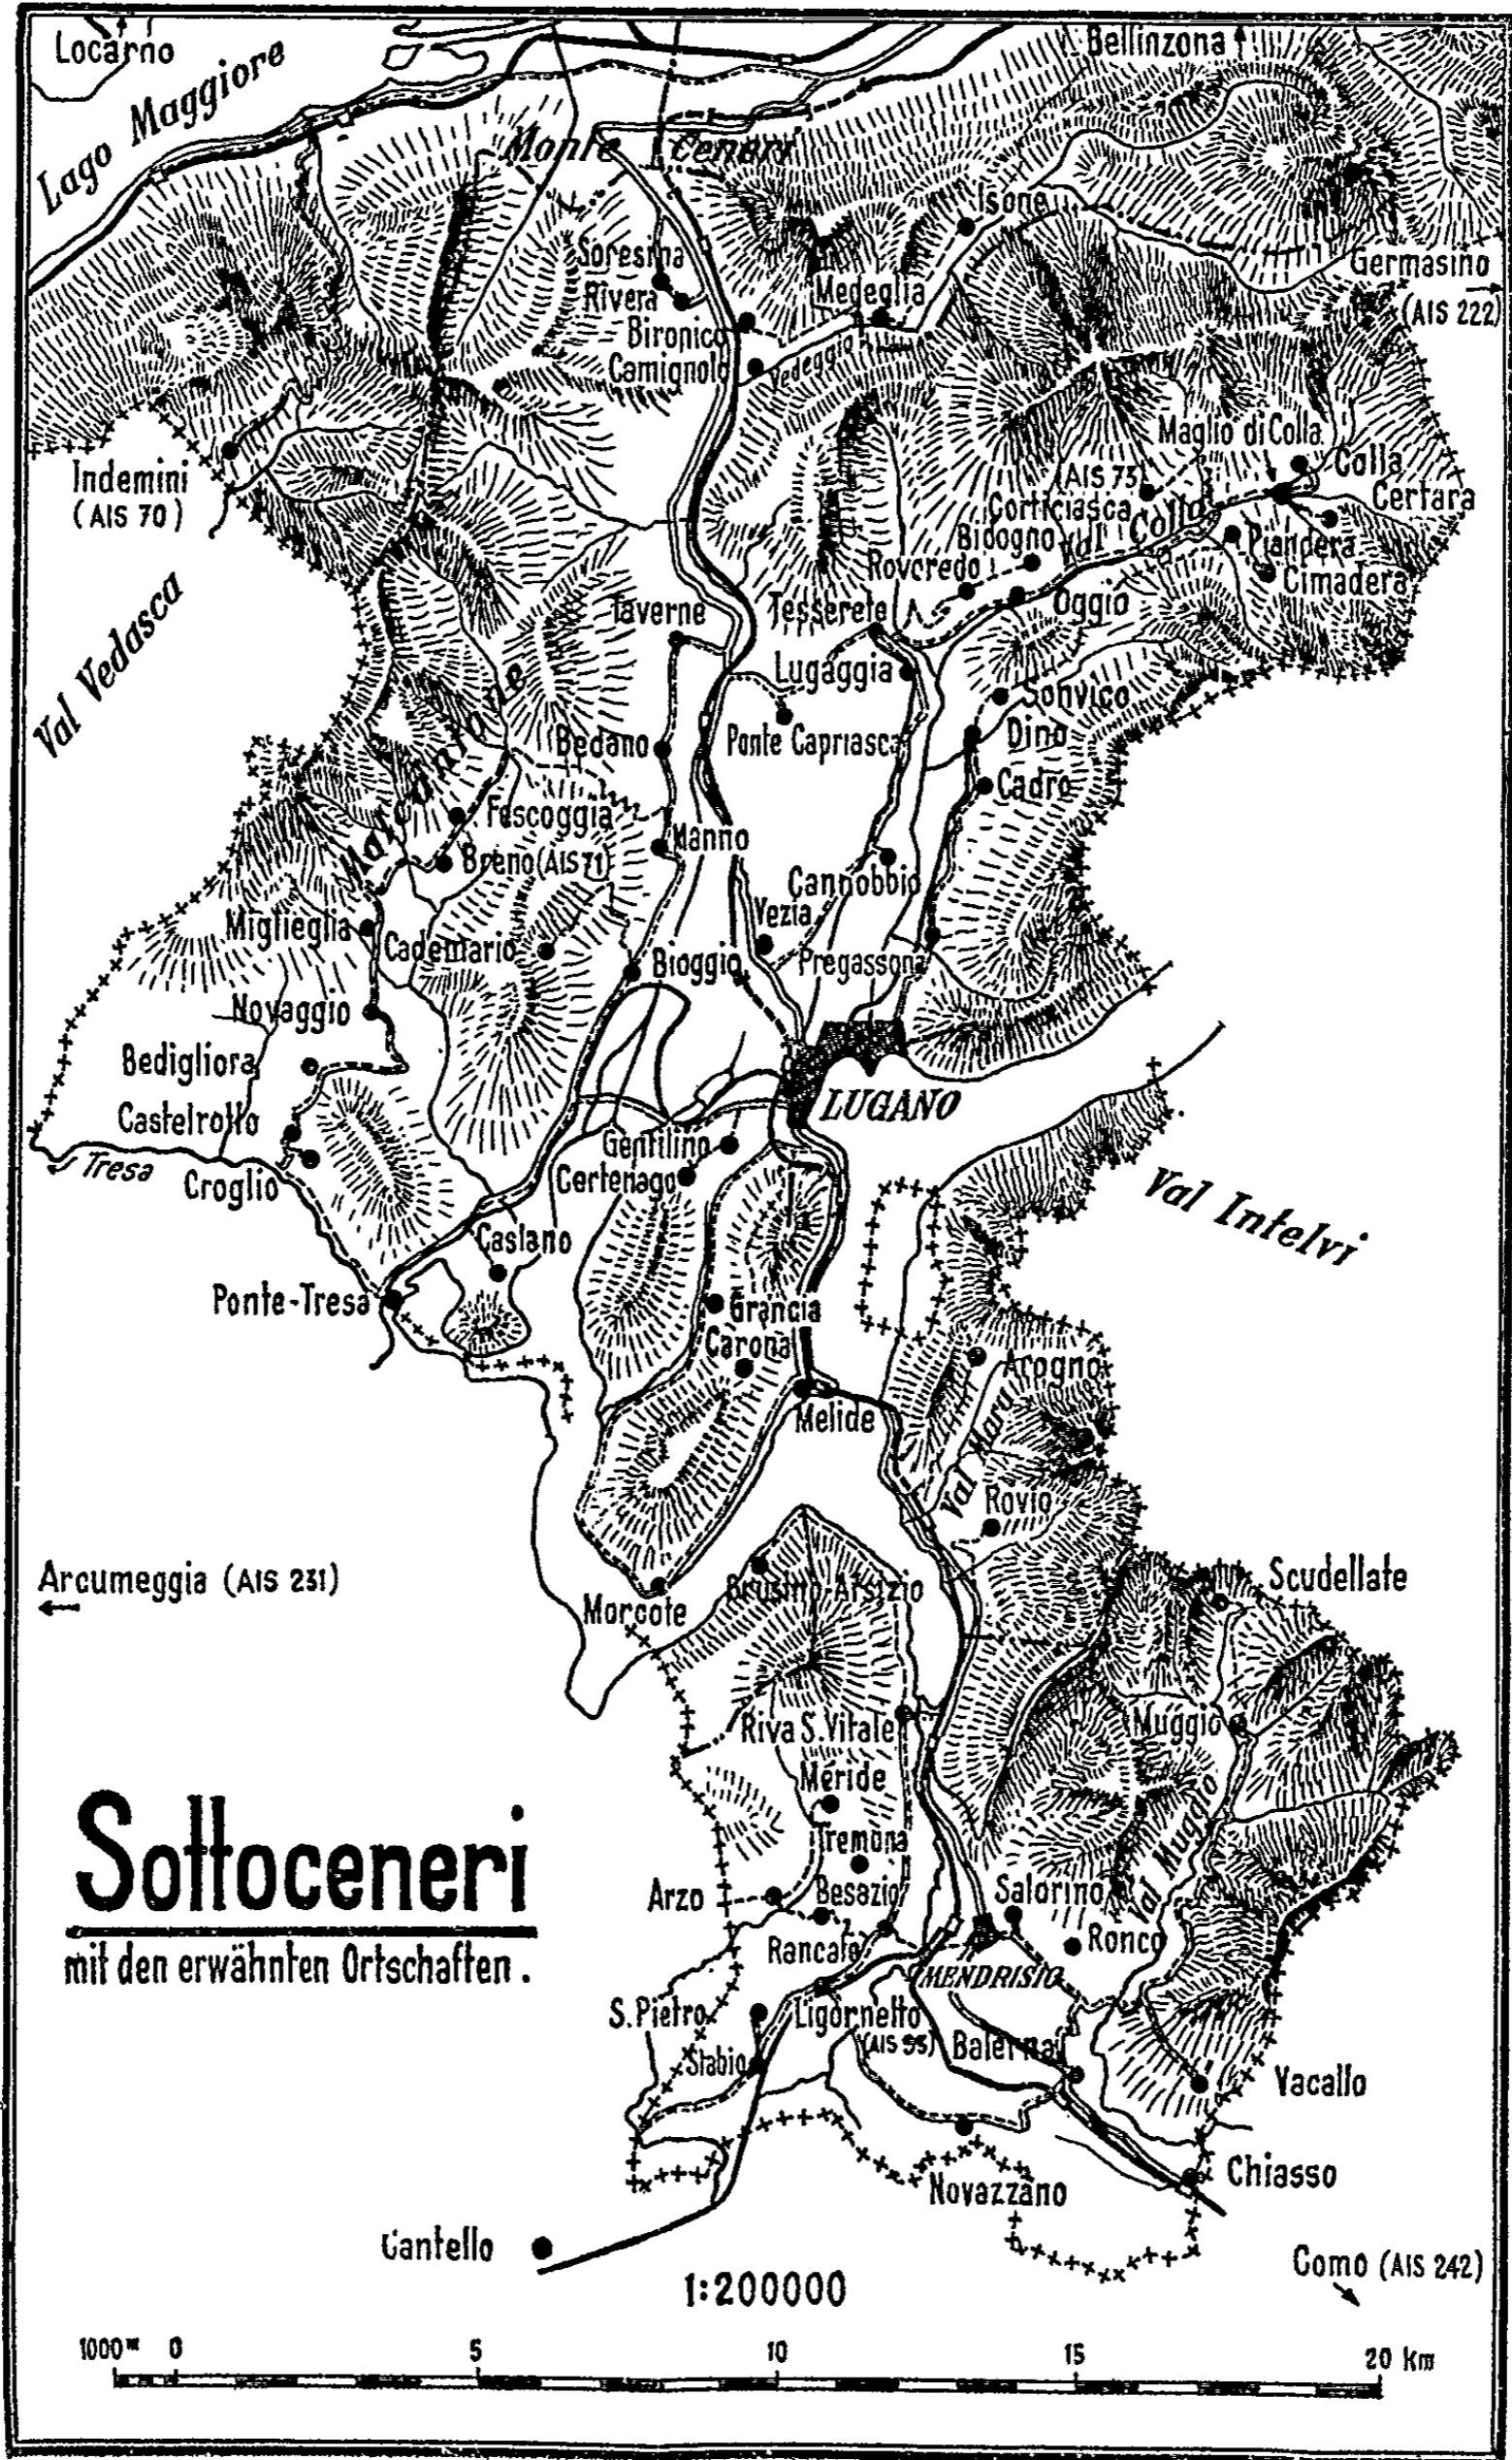 Locarno
Bellinzona
Lago Maggiore
Monte Ceneri
Isone
Soresina
Germasino
(AIS 222)
Rivera
Medeglia
Bironico
Camignolo
Vedeggio
Maglio di Colla
Colla
Indemini
(AIS 70)
(AIS 73)
Certara
Corticiasca
Val Colla
Bidogno
Piandera
Roveredo
Cimadera
Oggio
Taverne
Tesserete
Val Vedasca
Lugaggia
Sonvico
Dino
Bedano
Ponte Capriasca
Cadro
Malcantone
Fescoggia
Manno
Breno (AIS 71)
Cannobbio
Vezia
Miglieglia
Cademario
Bioggio
Pregassona
Novaggio
Bedigliora
LUGANO
Castelrotto
Gentilino
Tresa
Croglio
Certenago
Val Intelvi
Caslano
Ponte-Tresa
Grancia
Carona
Arogno
Melide
Val Mara
Rovio
Arcumeggia (AIS 231)
Scudellate
Brusino-Arsizio
Morcote
Riva S. Vitale
Muggio
Meride
Val Muggio
Sottoceneri
Tremona
Arzo
Besazio
Salorino
mit den erwähnten Ortschaften.
Rancate
Ronco
MENDRISIO
S. Pietro
Ligornetto
(AIS 93)
Balerna
Stabio
Vacallo
Chiasso
Novazzano
Cantello
Como (AIS 242)
1:200000
1000m 0 5 10 15 20 km